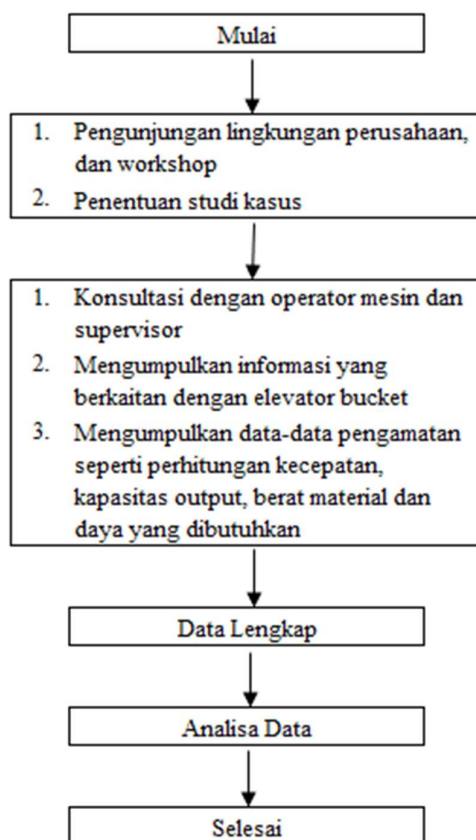 Mulai
1. Pengunjungan lingkungan perusahaan,
dan workshop
2. Penentuan studi kasus
1. Konsultasi dengan operator mesin dan
supervisor
2. Mengumpulkan informasi yang
berkaitan dengan elevator bucket
3. Mengumpulkan data-data pengamatan
seperti perhitungan kecepatan,
kapasitas output, berat material dan
daya yang dibutuhkan
Data Lengkap
Analisa Data
Selesai